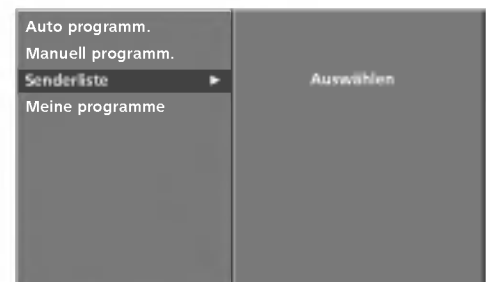 Auto programm.
Manuell programm.
Senderliste ►
Auswählen
Meine programme